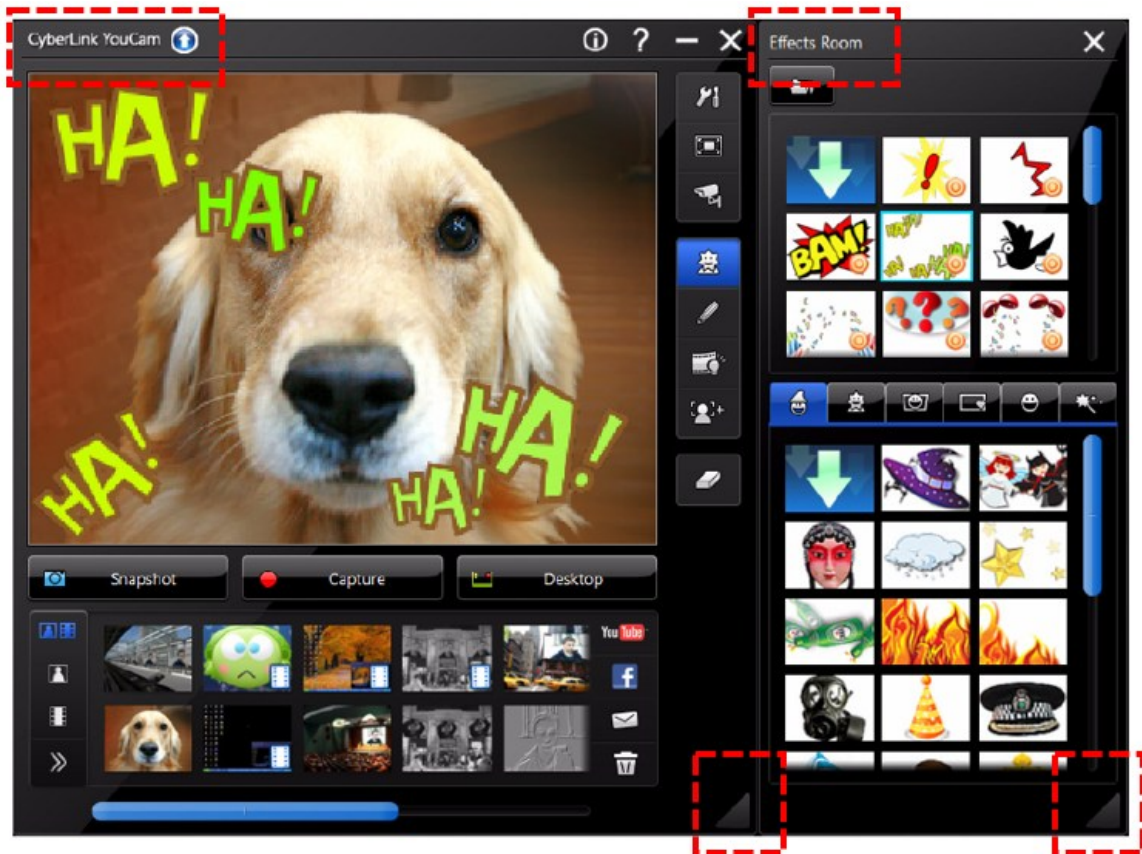 CyberLink YouCam
Effects Room
HA!
HA!
HA!
HA!
HA!
BAM!
Snapshot
Capture
Desktop
You Tube